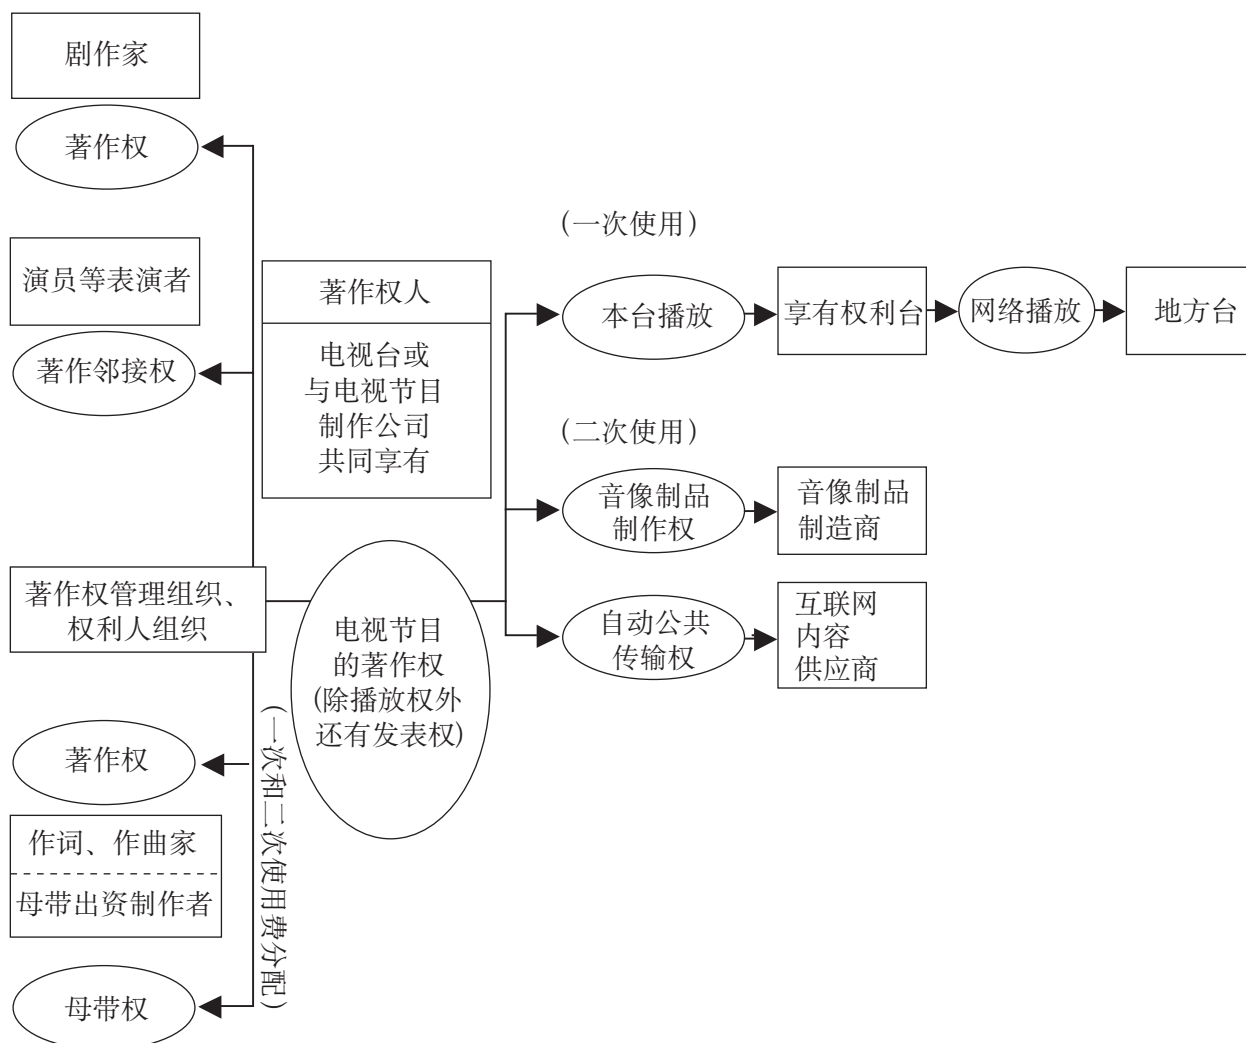 剧作家
著作权
演员等表演者
著作邻接权
著作权管理组织、
权利人组织
著作权
作词、作曲家
母带出资制作者
母带权
(一次和二次使用费分配)
著作权人
电视台或
与电视节目
制作公司
共同享有
电视节目
的著作权
(除播放权外
还有发表权)
(一次使用)
本台播放
享有权利台
网络播放
地方台
(二次使用)
音像制品
制作权
音像制品
制造商
自动公共
传输权
互联网
内容
供应商